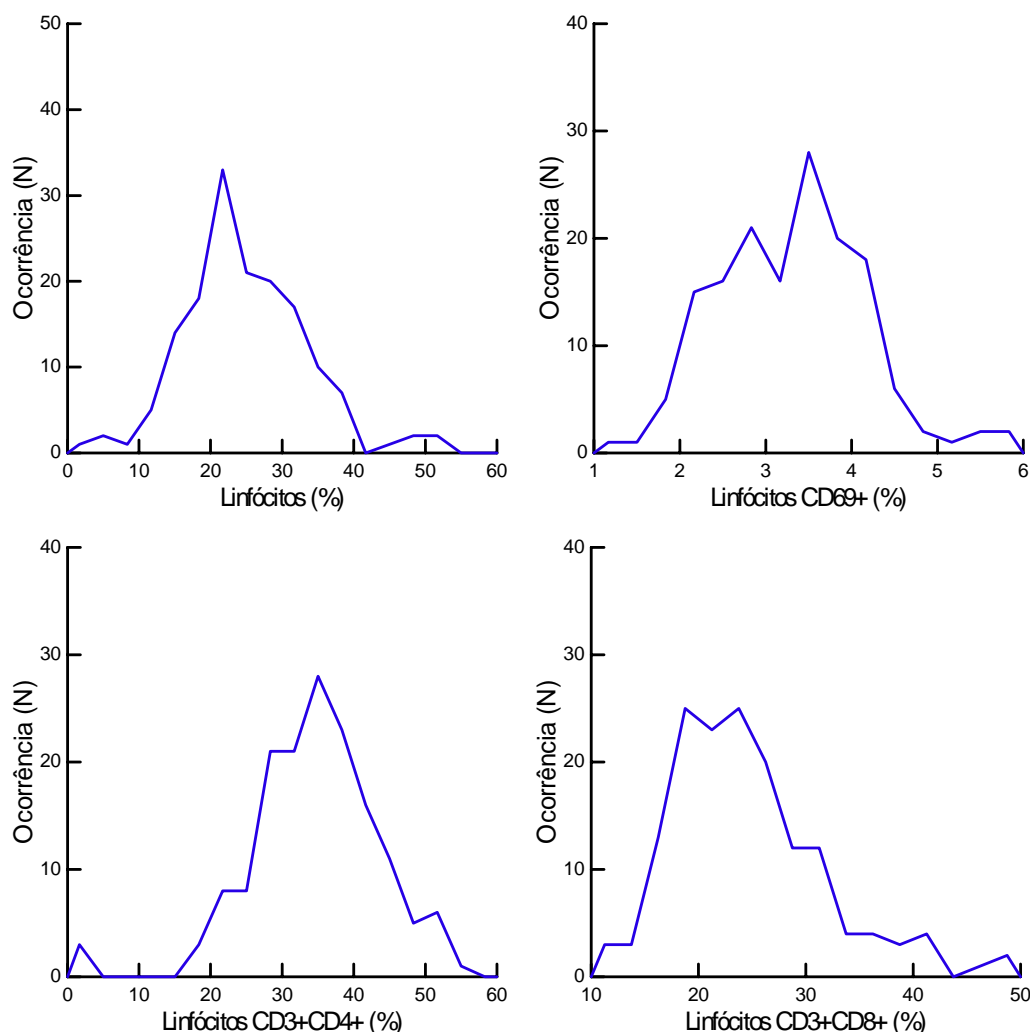 50
40
30
20
10
0
Ocorrência (N)
0 10 20 30 40 50 60
Linfócitos (%)
40
30
20
10
0
Ocorrência (N)
1 2 3 4 5 6
Linfócitos CD69+ (%)
40
30
20
10
0
Ocorrência (N)
0 10 20 30 40 50 60
Linfócitos CD3+CD4+ (%)
40
30
20
10
0
Ocorrência (N)
10 20 30 40 50
Linfócitos CD3+CD8+ (%)